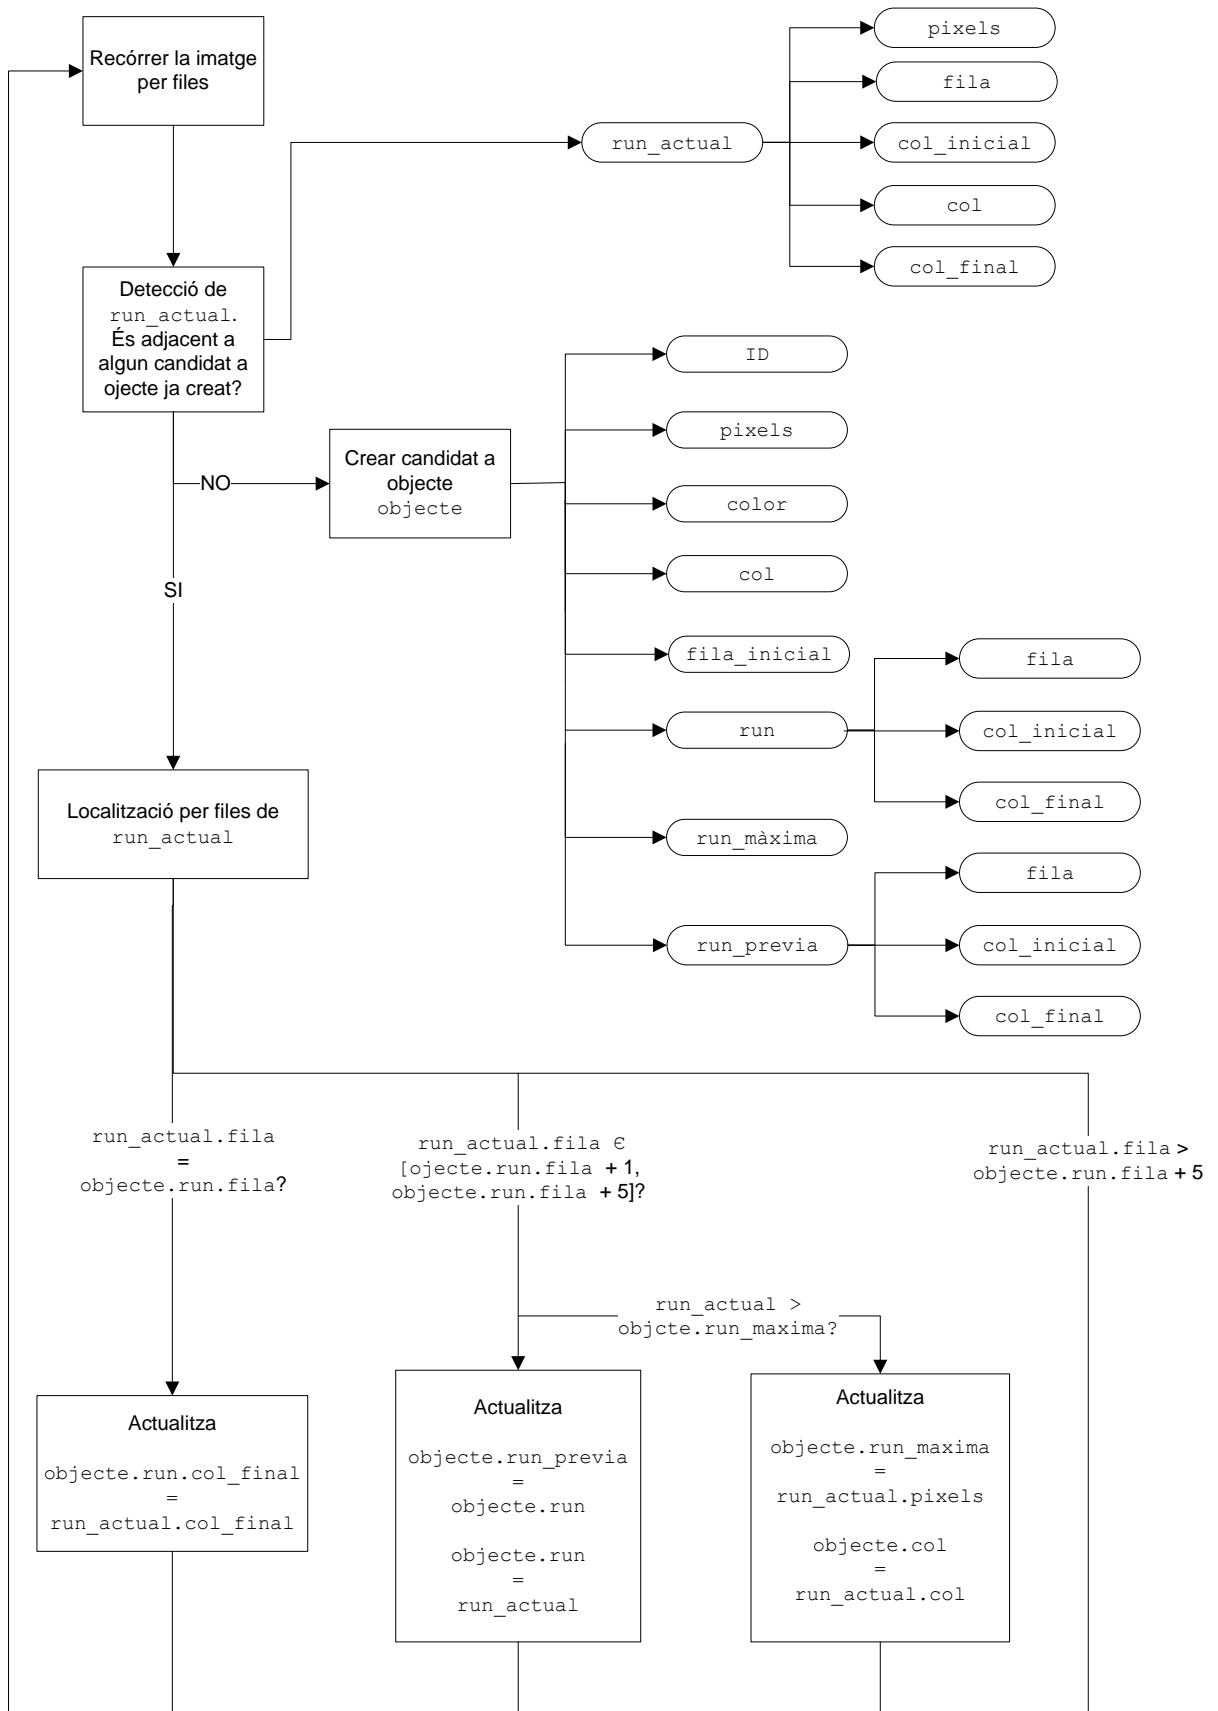 Recórrer la imatge
per files
pixels
fila
run_actual
col_inicial
col
col_final
Detecció de
run_actual.
És adjacent a
algun candidat a
ojecte ja creat?
NO
SI
Crear candidat a
objecte
objecte
ID
pixels
color
col
fila_inicial
run
fila
col_inicial
col_final
run_màxima
run_previa
fila
col_inicial
col_final
Localització per files de
run_actual
run_actual.fila
=
objecte.run.fila?
run_actual.fila Є
[ojecte.run.fila + 1,
objecte.run.fila + 5]?
run_actual.fila >
objecte.run.fila + 5
run_actual >
objcte.run_maxima?
Actualitza
objecte.run.col_final
=
run_actual.col_final
Actualitza
objecte.run_previa
=
objecte.run
objecte.run
=
run_actual
Actualitza
objecte.run_maxima
=
run_actual.pixels
objecte.col
=
run_actual.col